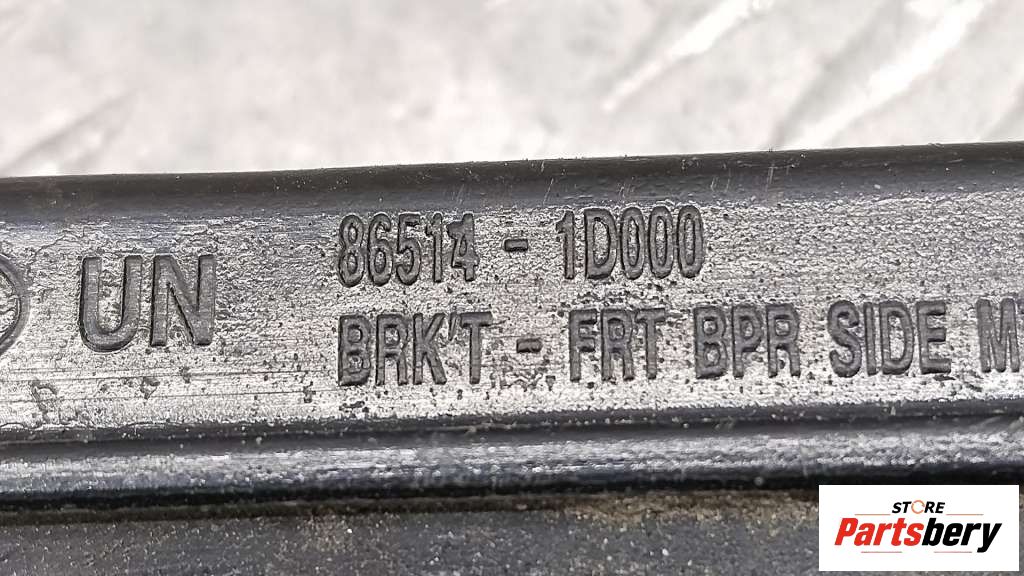 UN
86514 - 1D000
BRK'T - FRT BPR SIDE M
STORE
Partsbery